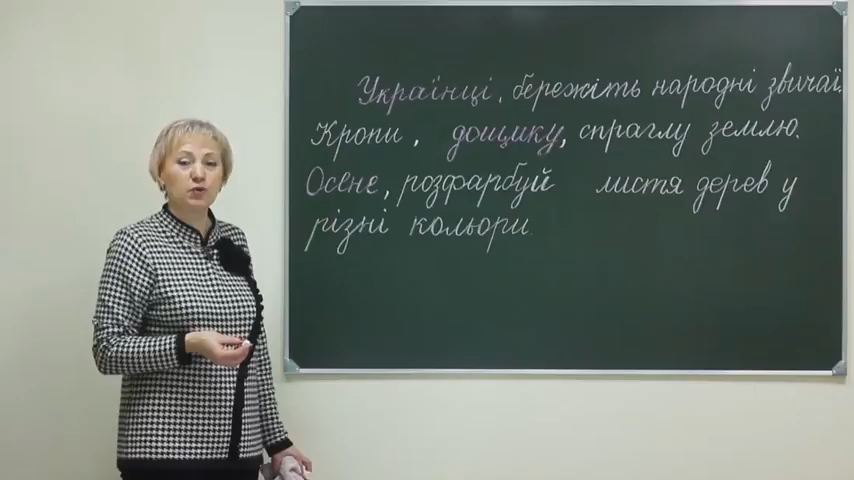 Українці, бережіть народні звичаї.
Кропи, дощику, спраглу землю.
Осене, розфарбуй листя дерев у
різні кольори